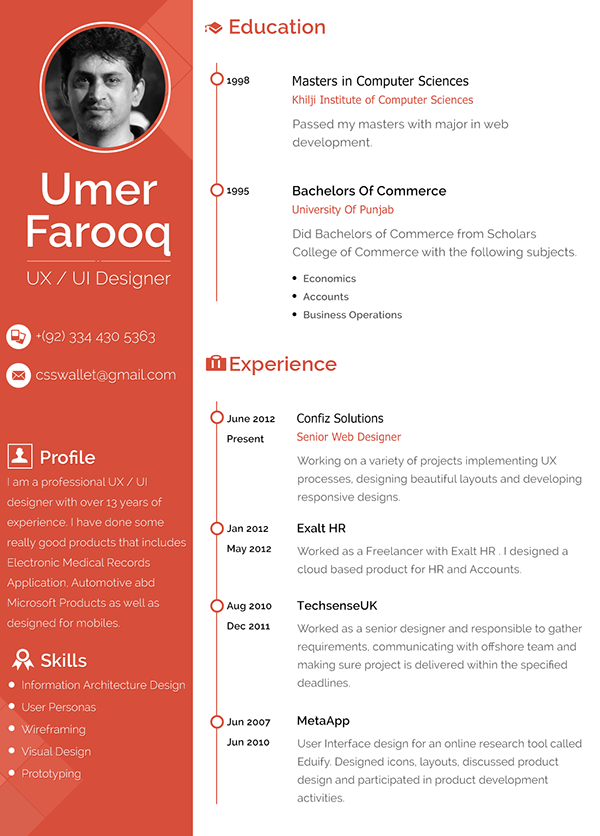 Umer
Farooq
UX / UI Designer
+(92) 334 430 5363
csswallet@gmail.com
Profile
I am a professional UX / UI
designer with over 13 years of
experience. I have done some
really good products that includes
Electronic Medical Records
Application, Automotive abd
Microsoft Products as well as
designed for mobiles.
Skills
Information Architecture Design
User Personas
Wireframing
Visual Design
Prototyping
Education
1998
Masters in Computer Sciences
Khilji Institute of Computer Sciences
Passed my masters with major in web
development.
1995
Bachelors Of Commerce
University Of Punjab
Did Bachelors of Commerce from Scholars
College of Commerce with the following subjects.
Economics
Accounts
Business Operations
Experience
June 2012
Present
Confiz Solutions
Senior Web Designer
Working on a variety of projects implementing UX
processes, designing beautiful layouts and developing
responsive designs.
Jan 2012
May 2012
Exalt HR
Worked as a Freelancer with Exalt HR . I designed a
cloud based product for HR and Accounts.
Aug 2010
Dec 2011
TechsenseUK
Worked as a senior designer and responsible to gather
requirements, communicating with offshore team and
making sure project is delivered within the specified
deadlines.
Jun 2007
Jun 2010
MetaApp
User Interface design for an online research tool called
Eduify. Designed icons, layouts, discussed product
design and participated in product development
activities.